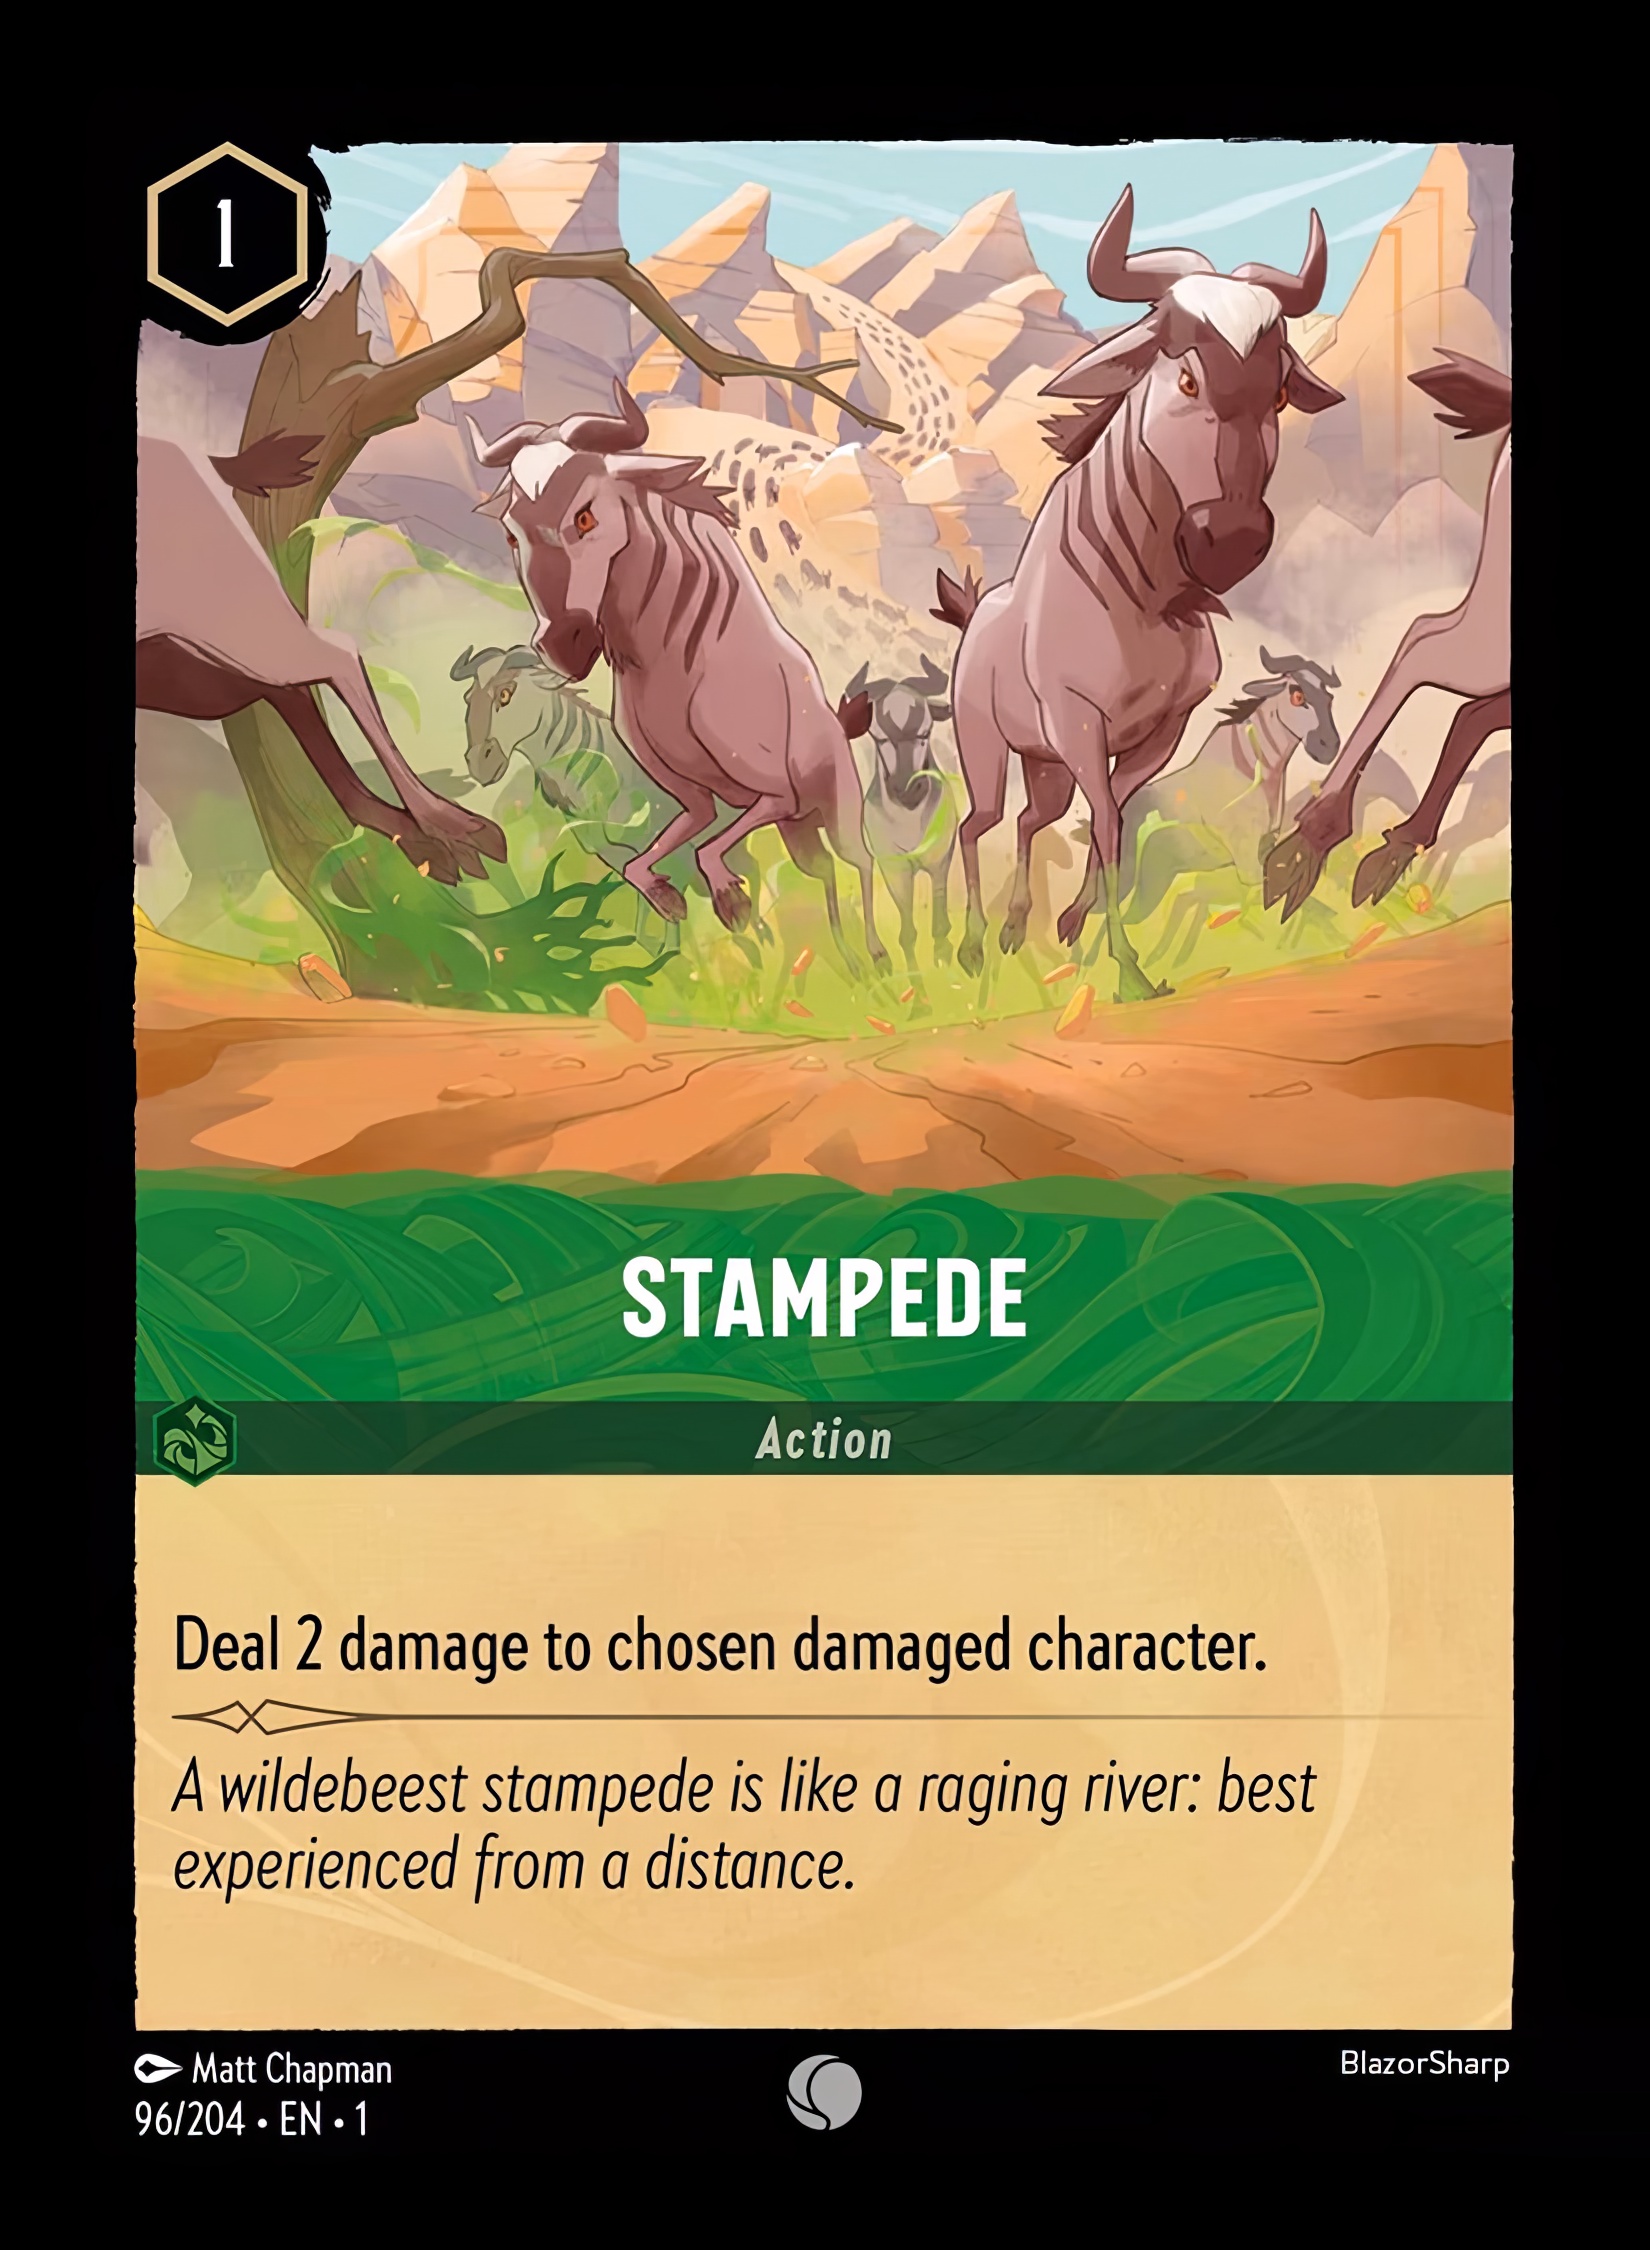 1
STAMPEDE
Action
Deal 2 damage to chosen damaged character.
A wildebeest stampede is like a raging river: best
experienced from a distance.
Matt Chapman
BlazorSharp
96/204 • EN • 1